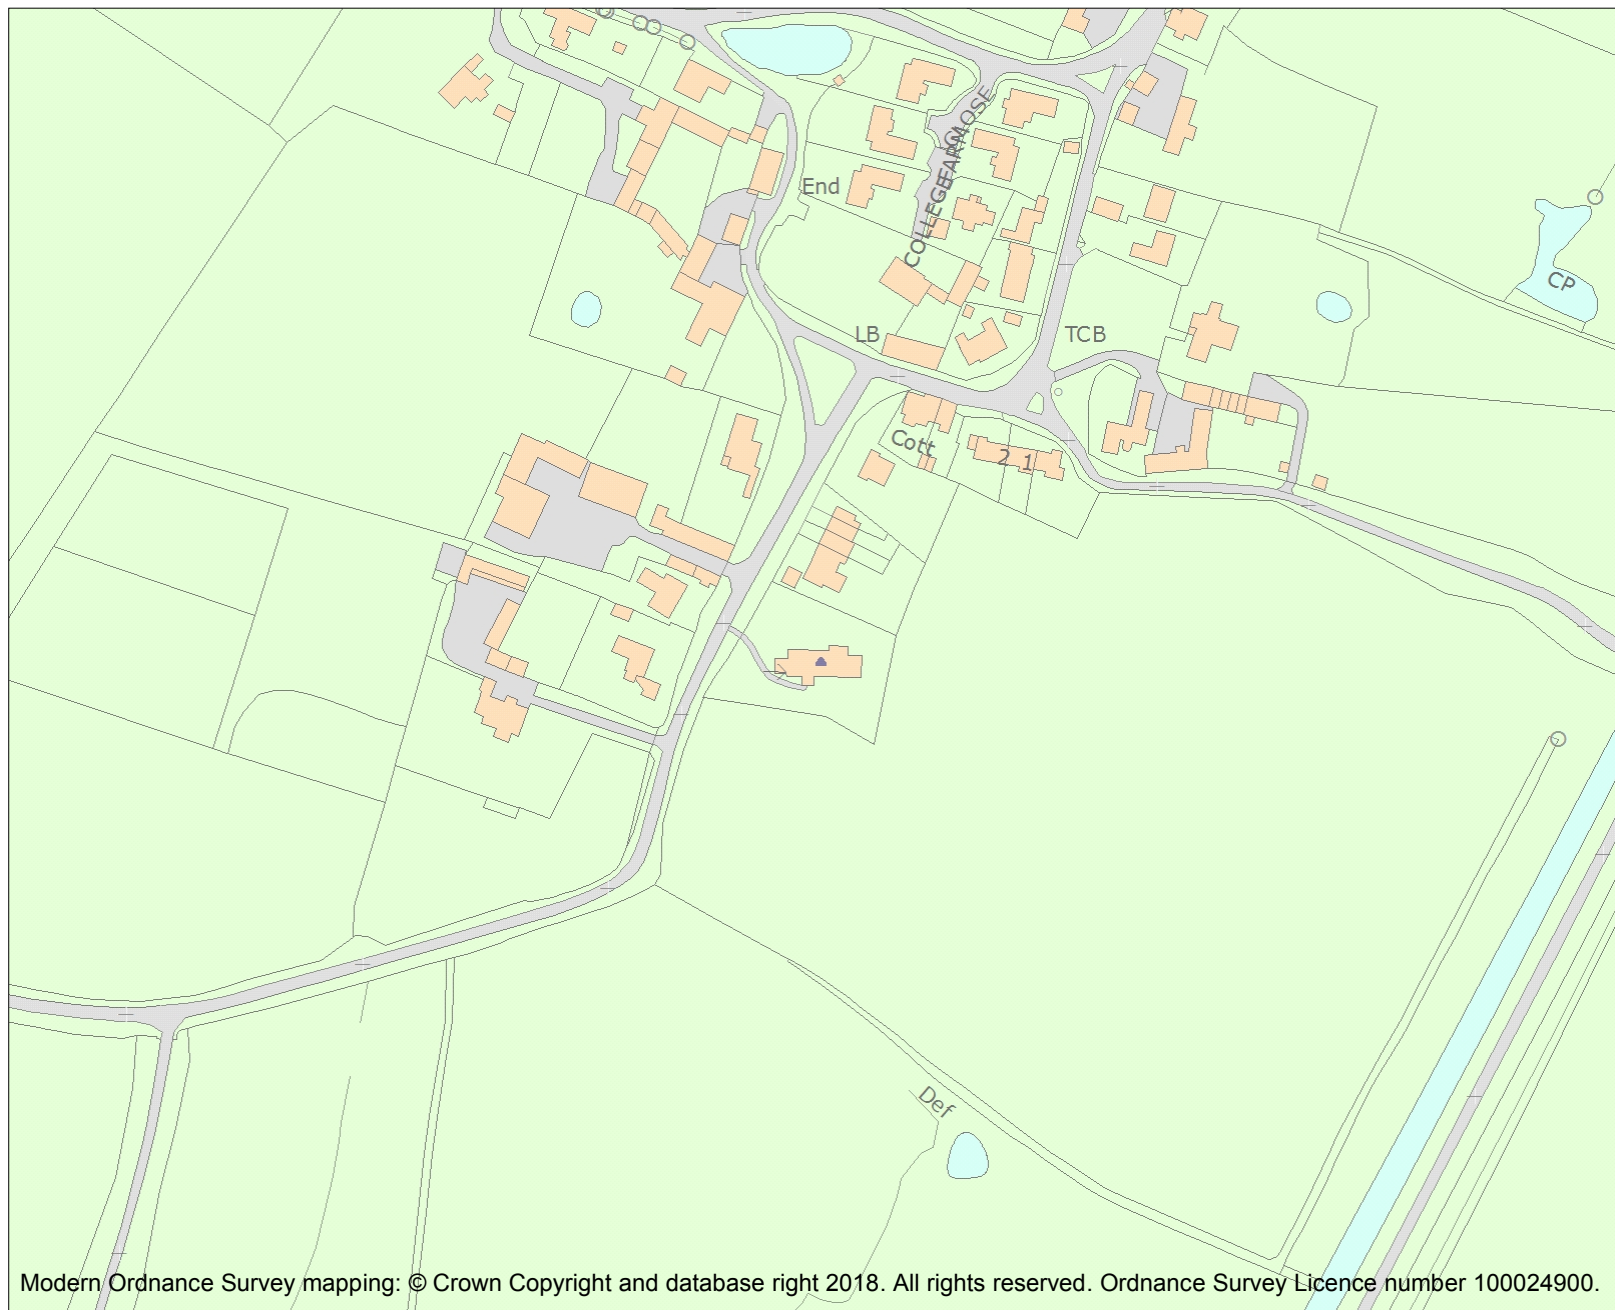 End
COLLEGE FARM CLOSE
CP
LB
TCB
Cott
2 1
Def
Modern Ordnance Survey mapping: © Crown Copyright and database right 2018. All rights reserved. Ordnance Survey Licence number 100024900.